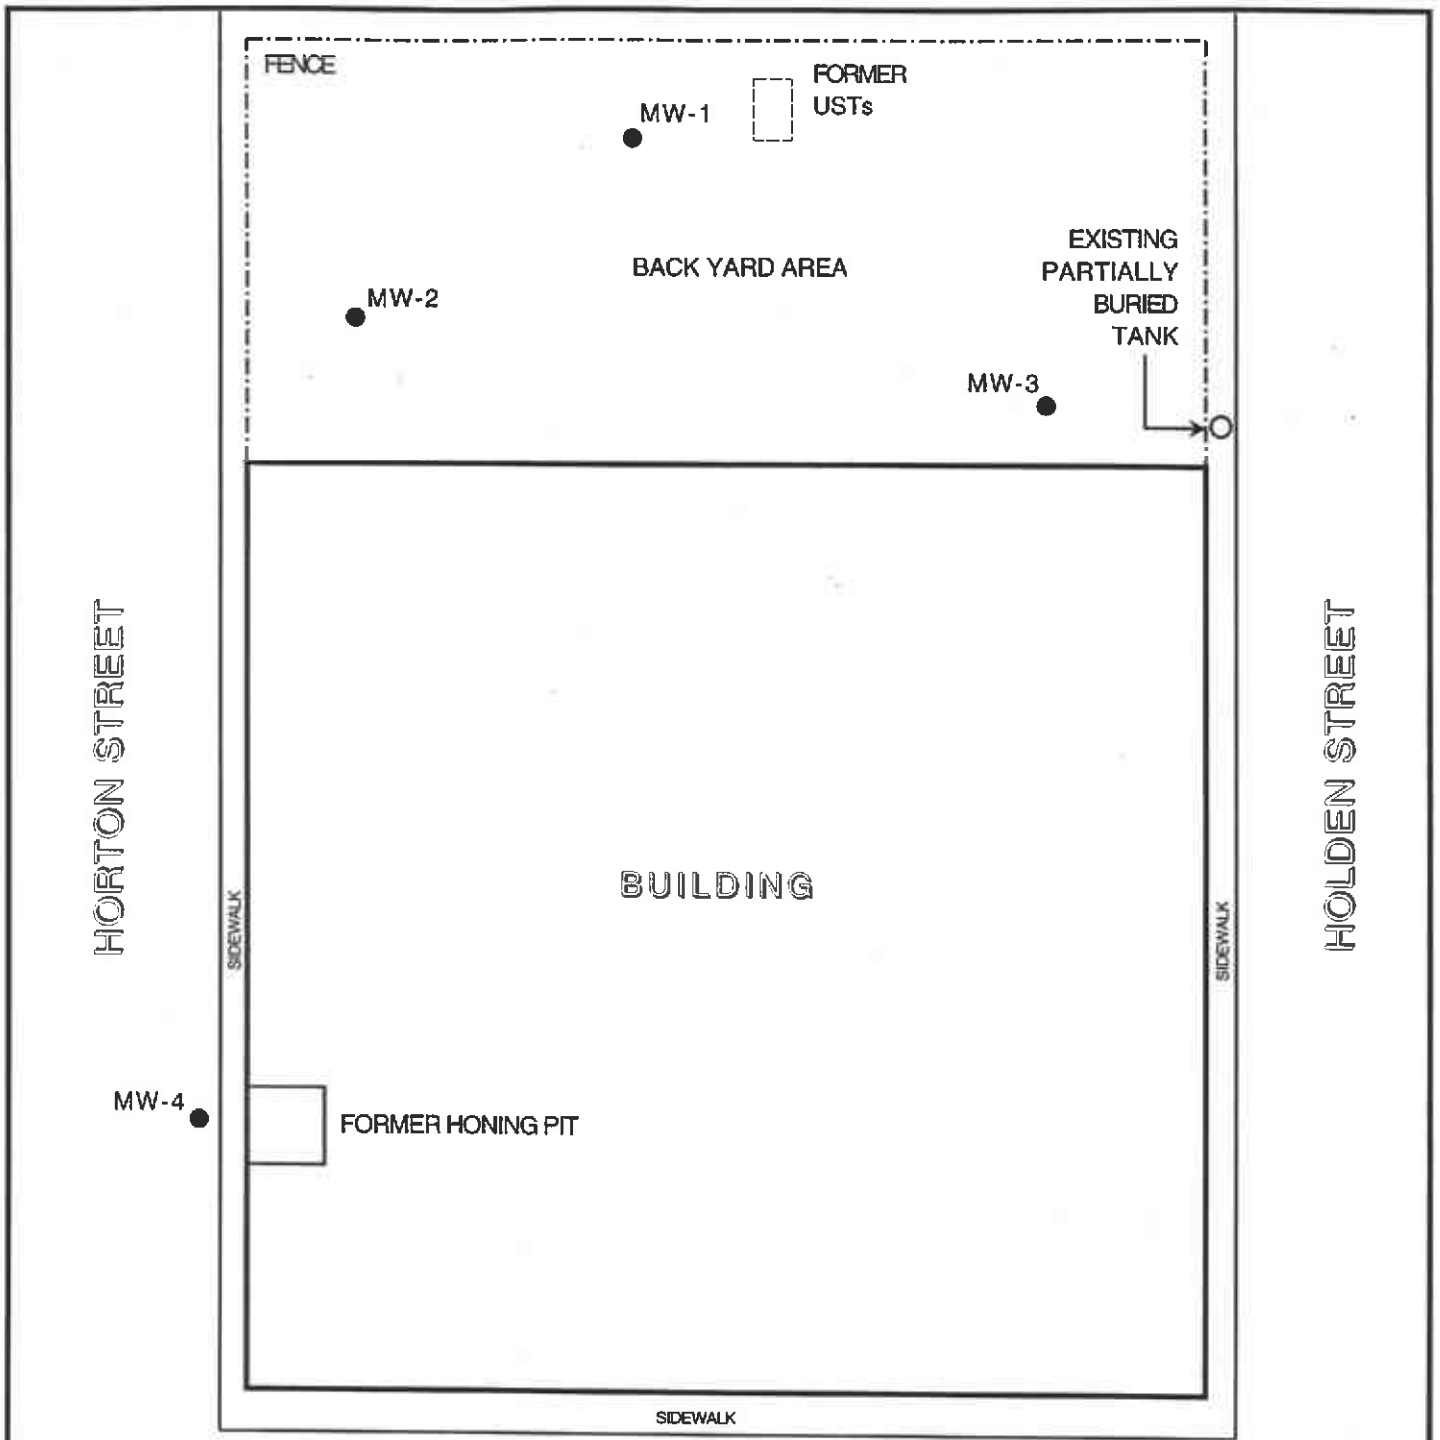 FENCE
FORMER
USTs
MW-1
BACK YARD AREA
EXISTING
PARTIALLY
BURIED
TANK
MW-2
MW-3
HORTON STREET
HOLDEN STREET
BUILDING
SIDEWALK
SIDEWALK
MW-4
FORMER HONING PIT
SIDEWALK